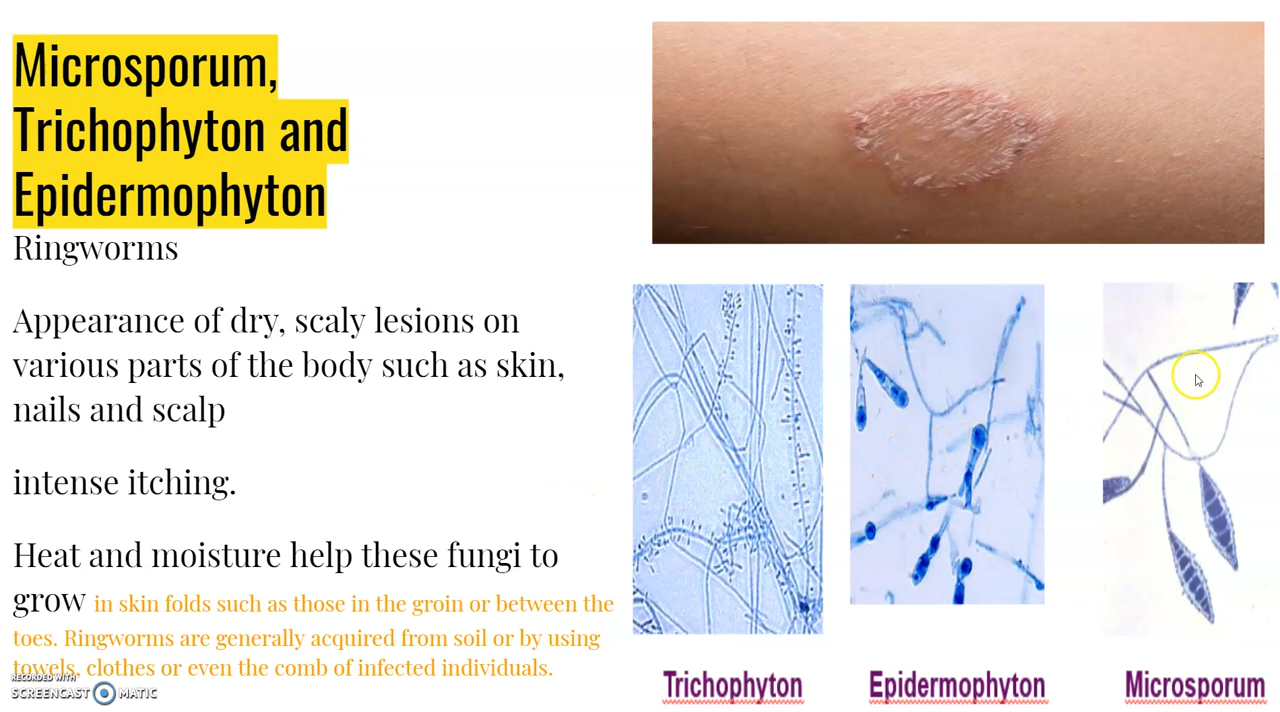 Microsporum,
Trichophyton and
Epidermophyton
Ringworms
Appearance of dry, scaly lesions on
various parts of the body such as skin,
nails and scalp
intense itching.
Heat and moisture help these fungi to
grow in skin folds such as those in the groin or between the
toes. Ringworms are generally acquired from soil or by using
towels, clothes or even the comb of infected individuals.
RECORDED WITH
SCREENCAST MATIC
Trichophyton Epidermophyton Microsporum